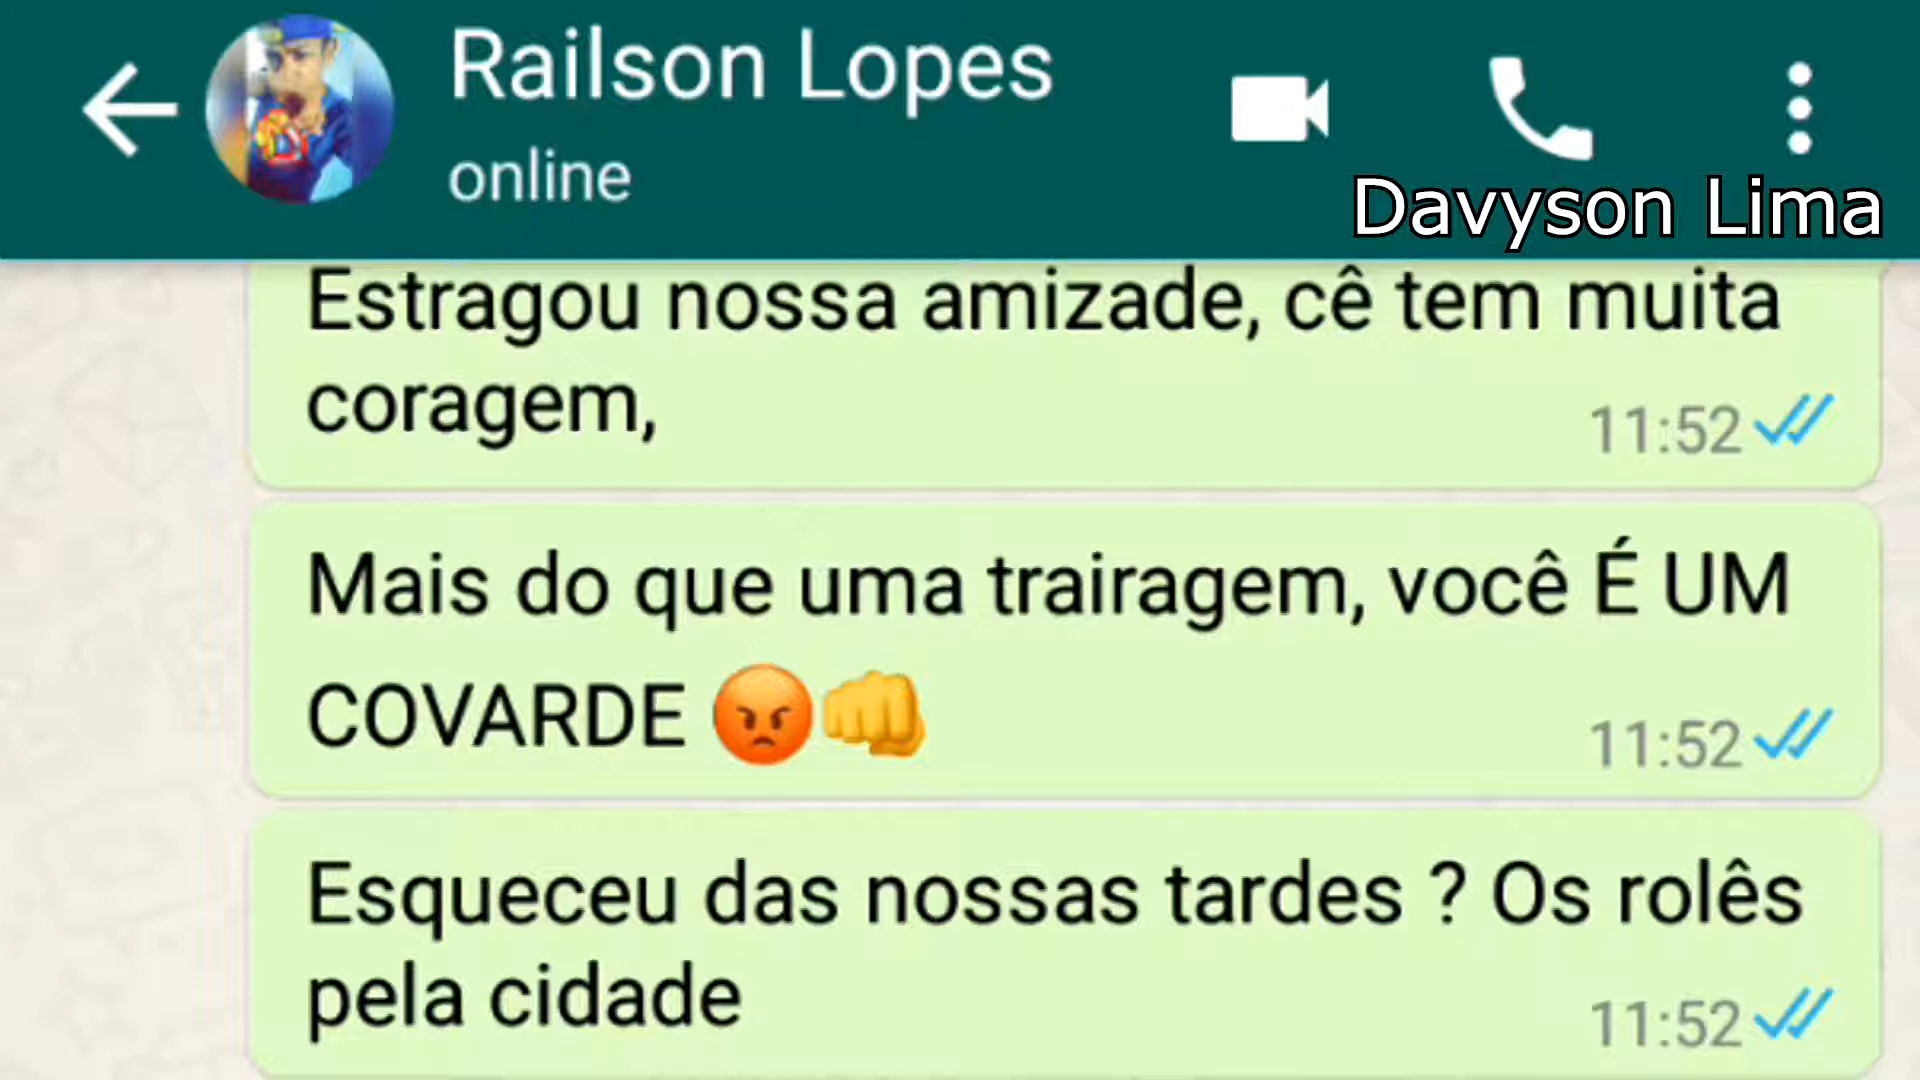 Railson Lopes
online
Davyson Lima
Estragou nossa amizade, cê tem muita
coragem,
11:52
Mais do que uma trairagem, você É UM
COVARDE 😡👊
11:52
Esqueceu das nossas tardes ? Os rolês
pela cidade
11:52